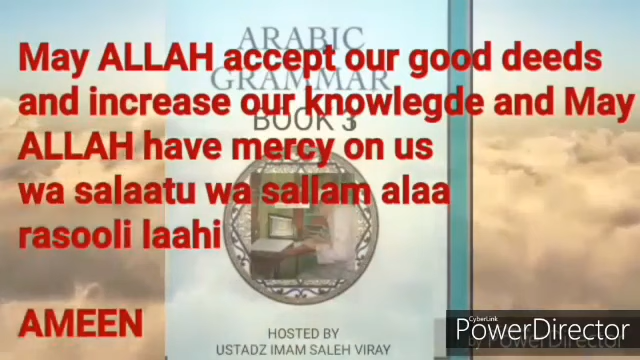 ARABIC
GRAMMAR
BOOK 3
May ALLAH accept our good deeds
and increase our knowlegde and May
ALLAH have mercy on us
wa salaatu wa sallam alaa
rasooli laahi
AMEEN
HOSTED BY
USTADZ IMAM SALEH VIRAY
CyberLink
PowerDirector